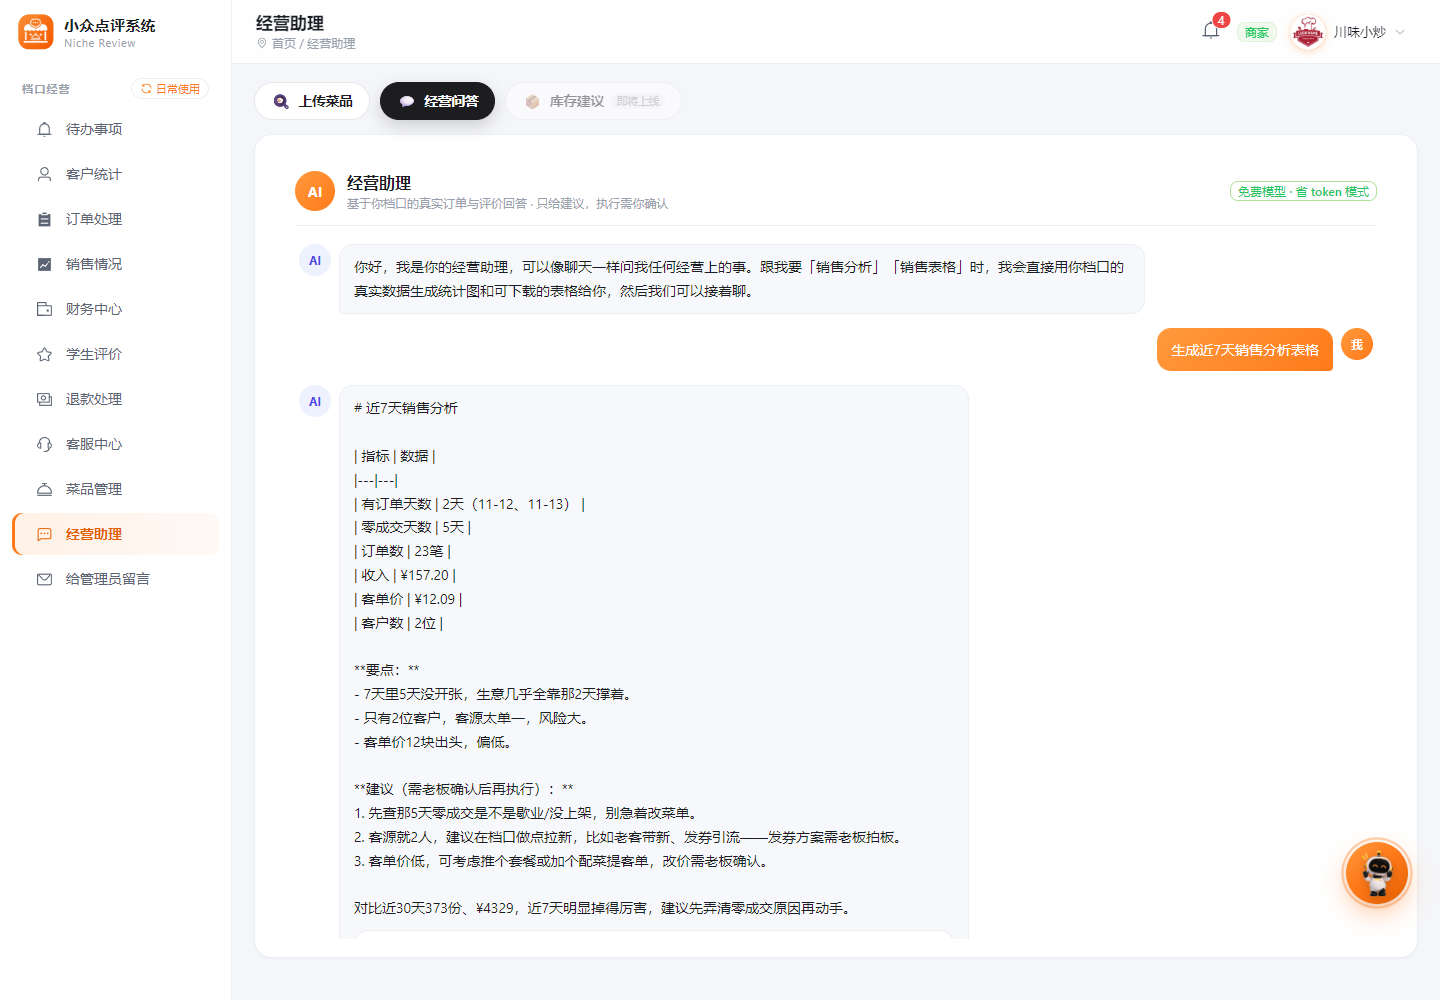 小众点评系统
Niche Review
档口经营
日常使用
待办事项
客户统计
订单处理
销售情况
财务中心
学生评价
退款处理
客服中心
菜品管理
经营助理
给管理员留言
经营助理
首页 / 经营助理
4
商家
川味小炒
上传菜品
经营问答
库存建议
即将上线
AI
经营助理
基于你档口的真实订单与评价回答 · 只给建议，执行需你确认
免费模型 · 省 token 模式
AI
你好，我是你的经营助理，可以像聊天一样问我任何经营上的事。跟我要「销售分析」「销售表格」时，我会直接用你档口的
真实数据生成统计图和可下载的表格给你，然后我们可以接着聊。
生成近7天销售分析表格
我
AI
# 近7天销售分析
| 指标 | 数据 |
|---|---|
| 有订单天数 | 2天（11-12、11-13） |
| 零成交天数 | 5天 |
| 订单数 | 23笔 |
| 收入 | ¥157.20 |
| 客单价 | ¥12.09 |
| 客户数 | 2位 |
**要点：**
- 7天里5天没开张，生意几乎全靠那2天撑着。
- 只有2位客户，客源太单一，风险大。
- 客单价12块出头，偏低。
**建议（需老板确认后再执行）：**
1. 先查那5天零成交是不是歇业/没上架，别急着改菜单。
2. 客源就2人，建议在档口做点拉新，比如老客带新、发券引流——发券方案需老板拍板。
3. 客单价低，可考虑推个套餐或加个配菜提客单，改价需老板确认。
对比近30天373份、¥4329，近7天明显掉得厉害，建议先弄清零成交原因再动手。